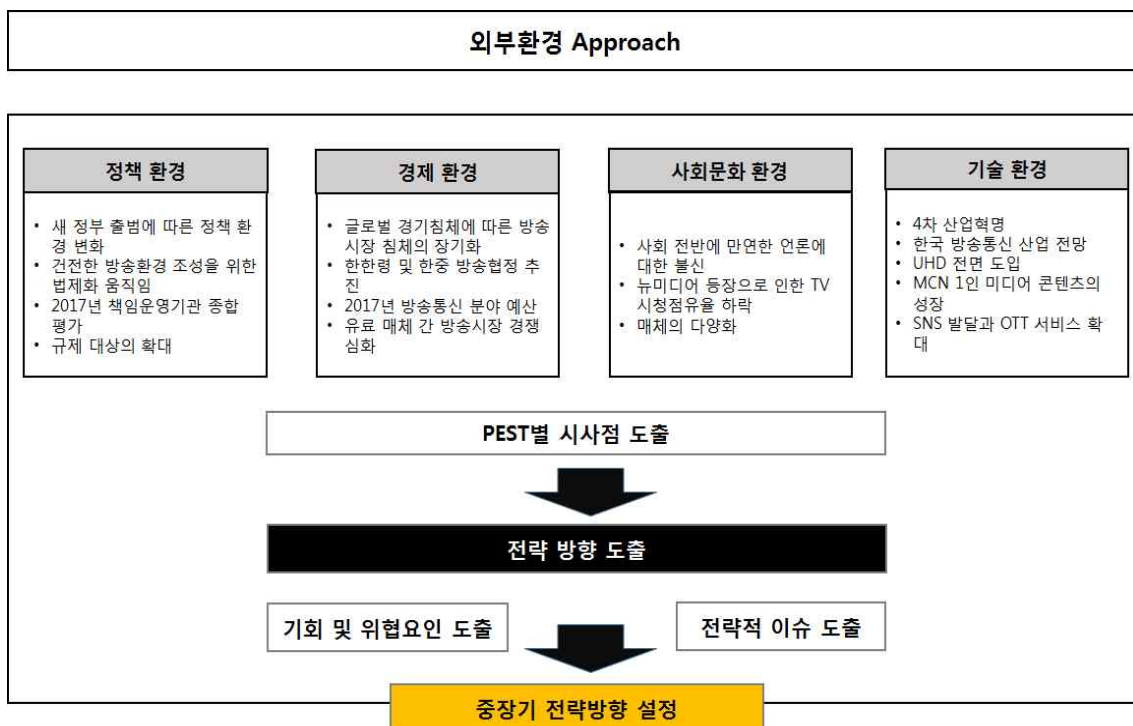 외부환경 Approach
정책 환경
• 새 정부 출범에 따른 정책 환
경 변화
• 건전한 방송환경 조성을 위한
법제화 움직임
• 2017년 책임운영기관 종합
평가
• 규제 대상의 확대
경제 환경
• 글로벌 경기침체에 따른 방송
시장 침체의 장기화
• 한한령 및 한중 방송협정 추
진
• 2017년 방송통신 분야 예산
• 유료 매체 간 방송시장 경쟁
심화
사회문화 환경
• 사회 전반에 만연한 언론에
대한 불신
• 뉴미디어 등장으로 인한 TV
시청점유율 하락
• 매체의 다양화
기술 환경
• 4차 산업혁명
• 한국 방송통신 산업 전망
• UHD 전면 도입
• MCN 1인 미디어 콘텐츠의
성장
• SNS 발달과 OTT 서비스 확
대
PEST별 시사점 도출
전략 방향 도출
기회 및 위협요인 도출
전략적 이슈 도출
중장기 전략방향 설정